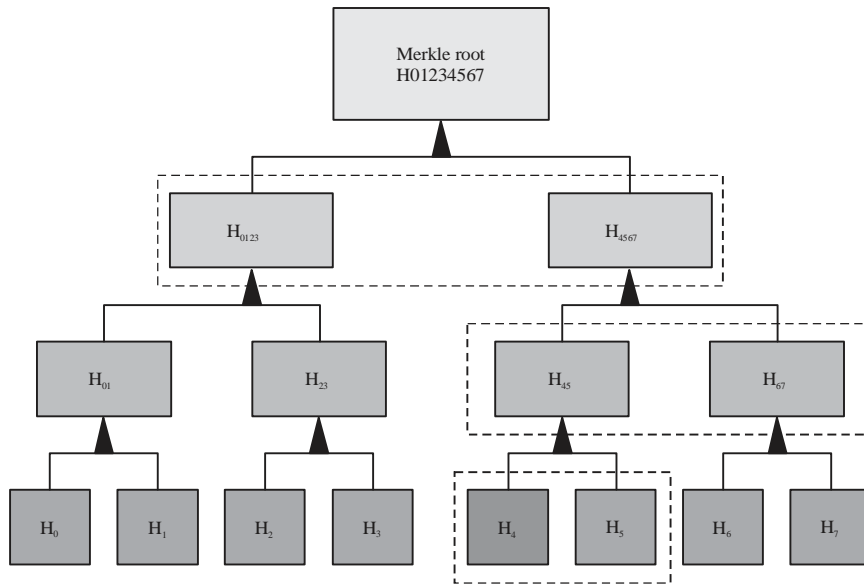 Merkle root
H01234567
H₀₁₂₃
H₄₅₆₇
H₀₁
H₂₃
H₄₅
H₆₇
H₀
H₁
H₂
H₃
H₄
H₅
H₆
H₇